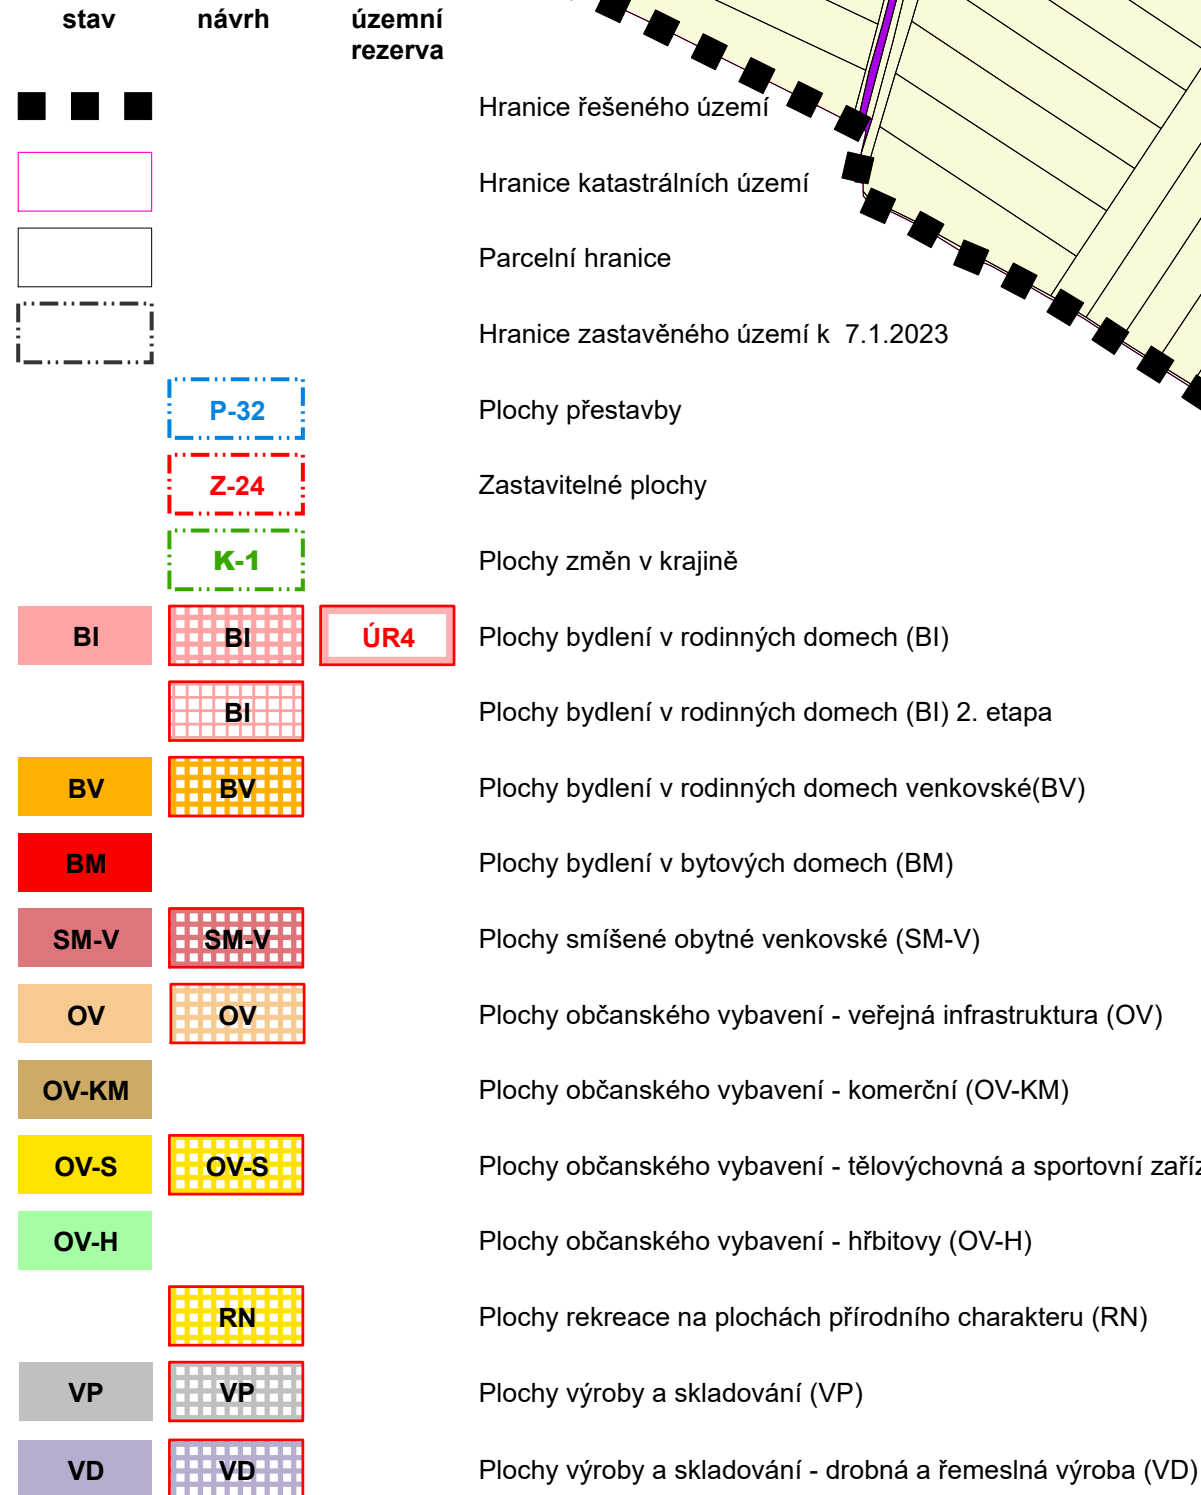 stav návrh územní
rezerva
Hranice řešeného území
Hranice katastrálních území
Parcelní hranice
Hranice zastavěného území k 7.1.2023
P-32 Plochy přestavby
Z-24 Zastavitelné plochy
K-1 Plochy změn v krajině
BI BI ÚR4 Plochy bydlení v rodinných domech (BI)
BI Plochy bydlení v rodinných domech (BI) 2. etapa
BV BV Plochy bydlení v rodinných domech venkovské(BV)
BM Plochy bydlení v bytových domech (BM)
SM-V SM-V Plochy smíšené obytné venkovské (SM-V)
OV OV Plochy občanského vybavení - veřejná infrastruktura (OV)
OV-KM Plochy občanského vybavení - komerční (OV-KM)
OV-S OV-S Plochy občanského vybavení - tělovýchovná a sportovní
OV-H Plochy občanského vybavení - hřbitovy (OV-H)
RN Plochy rekreace na plochách přírodního charakteru (RN)
VP VP Plochy výroby a skladování (VP)
VD VD Plochy výroby a skladování - drobná a řemeslná výroba (VD)